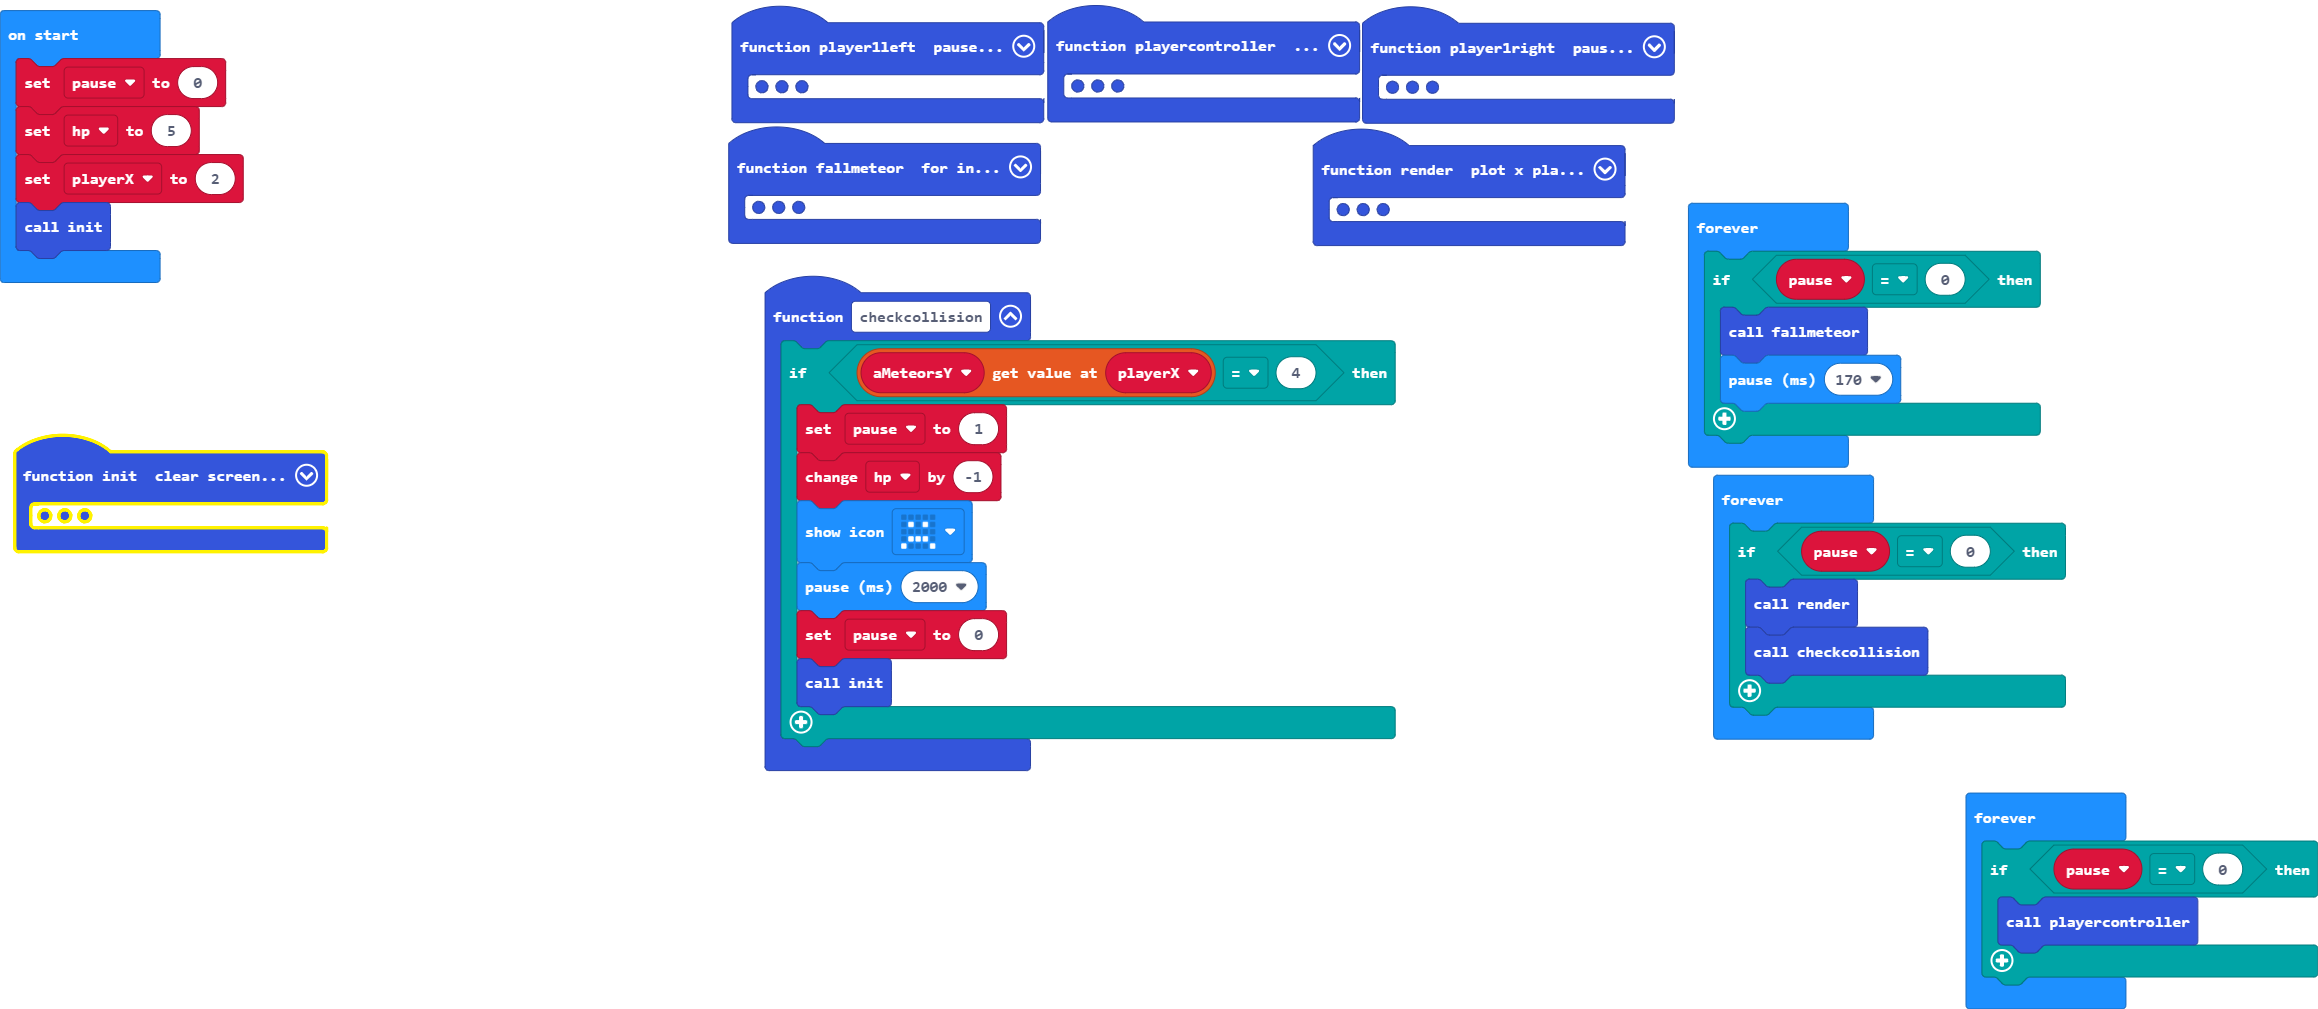 on start
set pause to 0
set hp to 5
set playerX to 2
call init
function init clear screen...
function player1left pause...
function playercontroller ...
function player1right paus...
function fallmeteor for in...
function render plot x pla...
function checkcollision
if aMeteorsY get value at playerX = 4 then
set pause to 1
change hp by -1
show icon
pause (ms) 2000
set pause to 0
call init
forever
if pause = 0 then
call fallmeteor
pause (ms) 170
forever
if pause = 0 then
call render
call checkcollision
forever
if pause = 0 then
call playercontroller